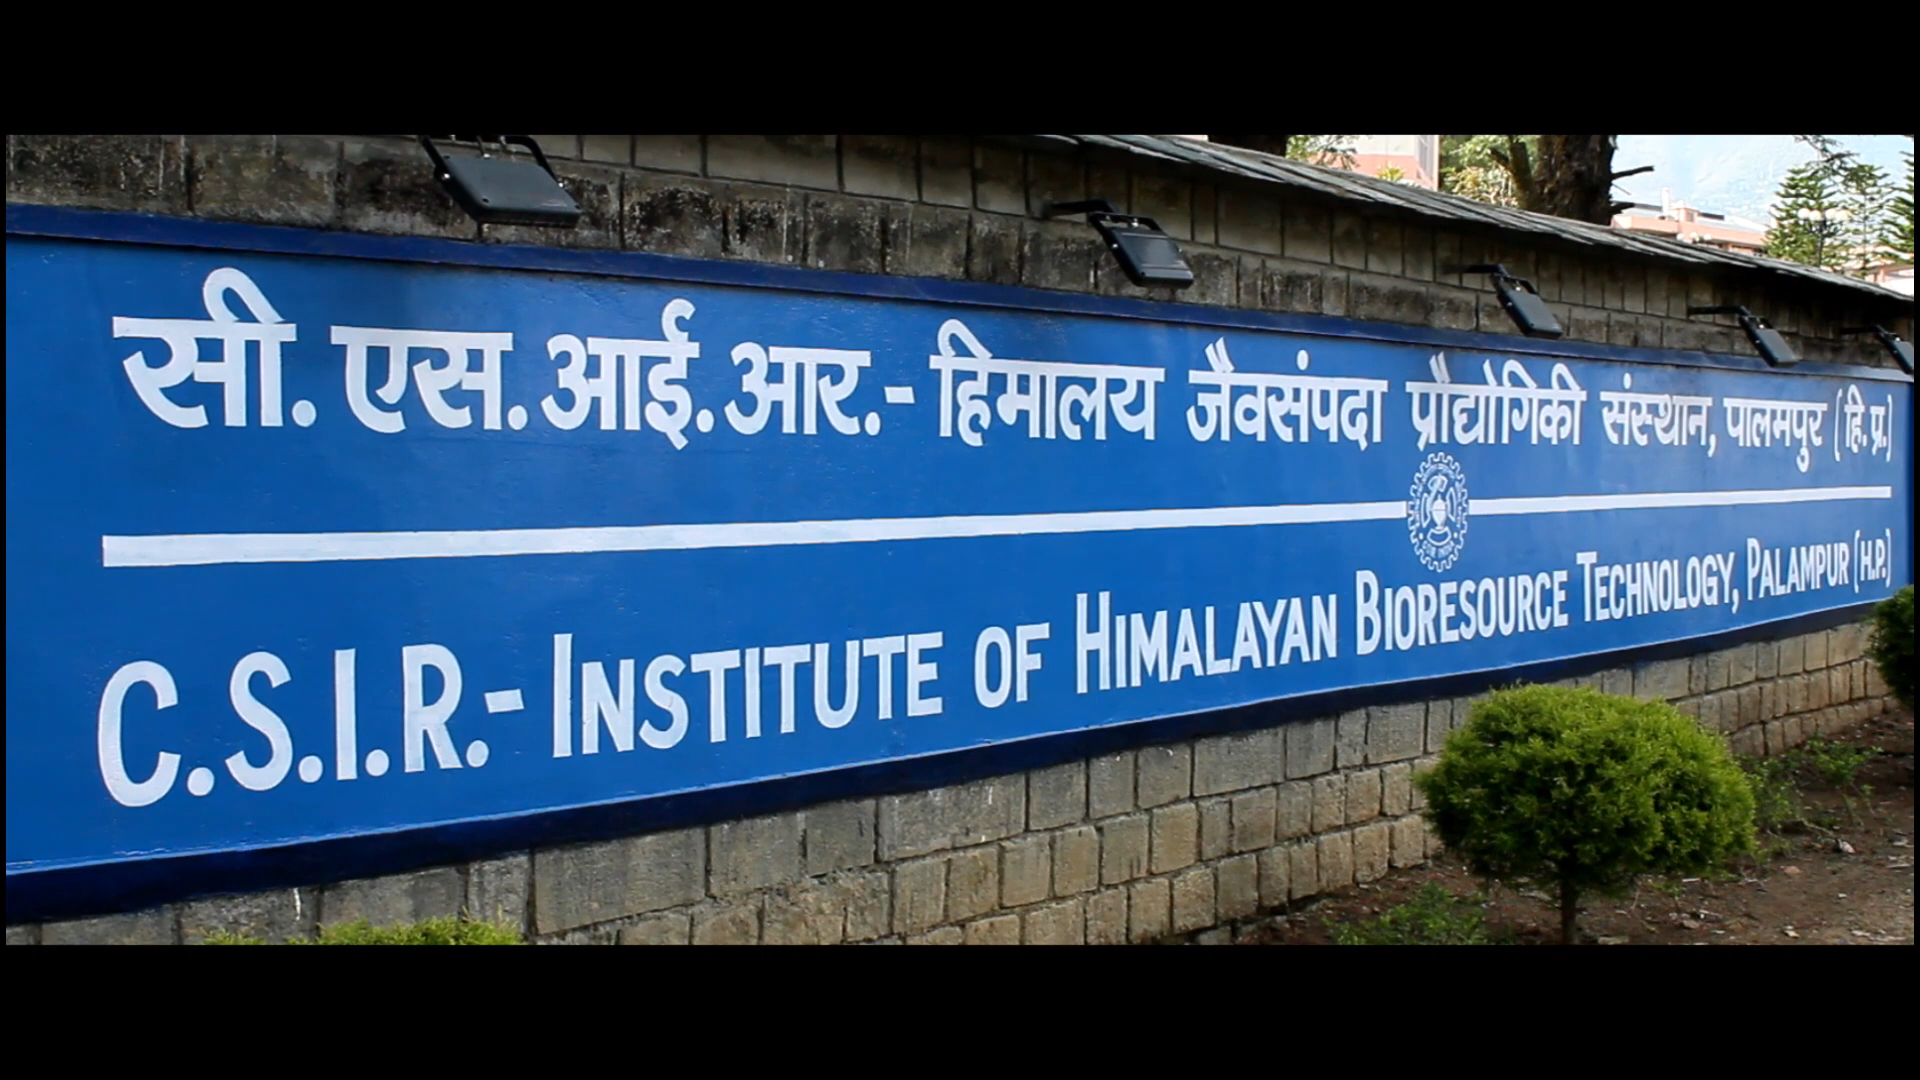 सी.एस.आई.आर.- हिमालय जैवसंपदा प्रौद्योगिकी संस्थान, पालमपुर (हि.प्र.)
C.S.I.R.- INSTITUTE OF HIMALAYAN BIORESOURCE TECHNOLOGY, PALAMPUR (H.P.)